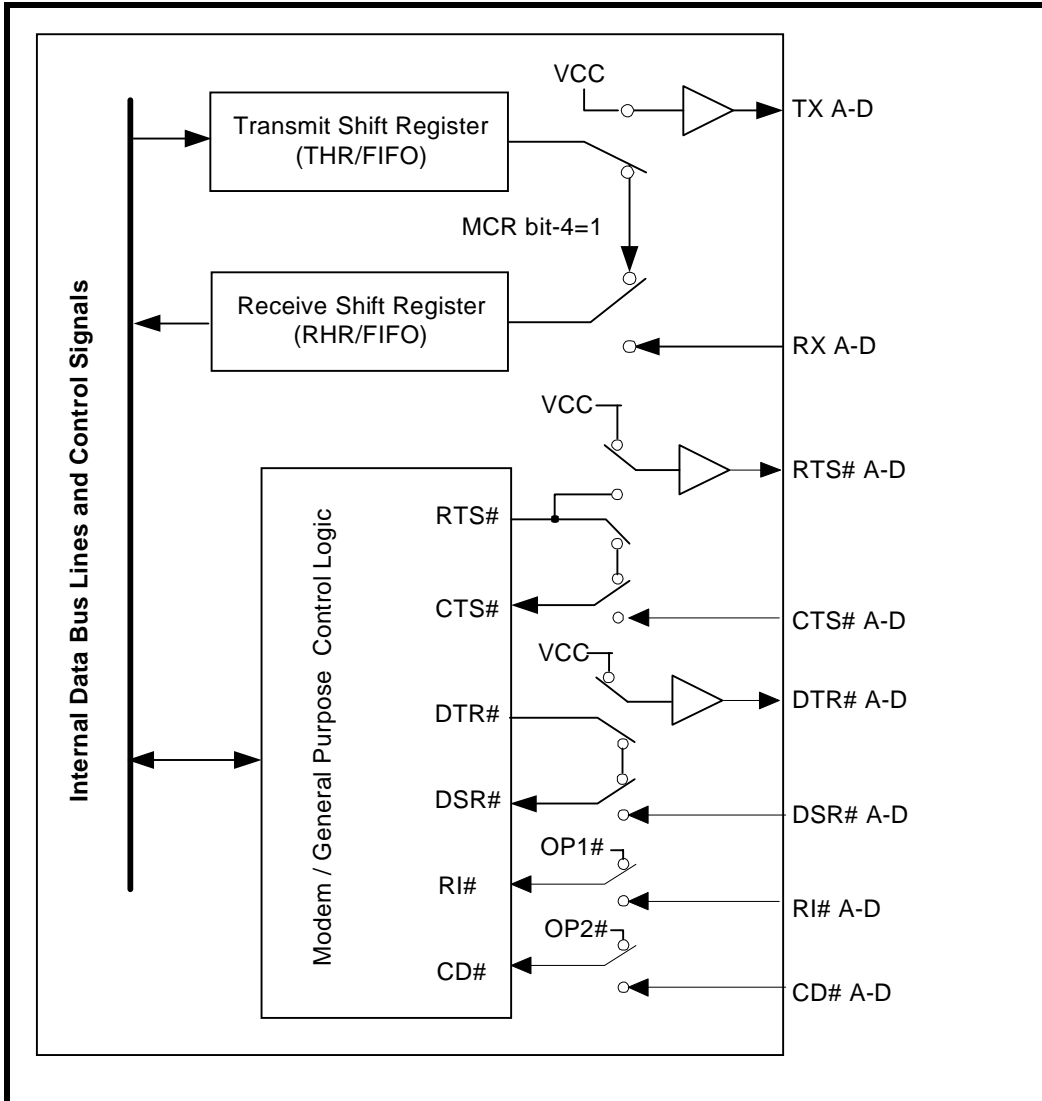 VCC
TX A-D
Transmit Shift Register
(THR/FIFO)
MCR bit-4=1
Receive Shift Register
(RHR/FIFO)
RX A-D
Internal Data Bus Lines and Control Signals
VCC
RTS# A-D
Modem / General Purpose Control Logic
RTS#
CTS#
CTS# A-D
VCC
DTR#
DTR# A-D
DSR#
DSR# A-D
OP1#
RI#
RI# A-D
OP2#
CD#
CD# A-D